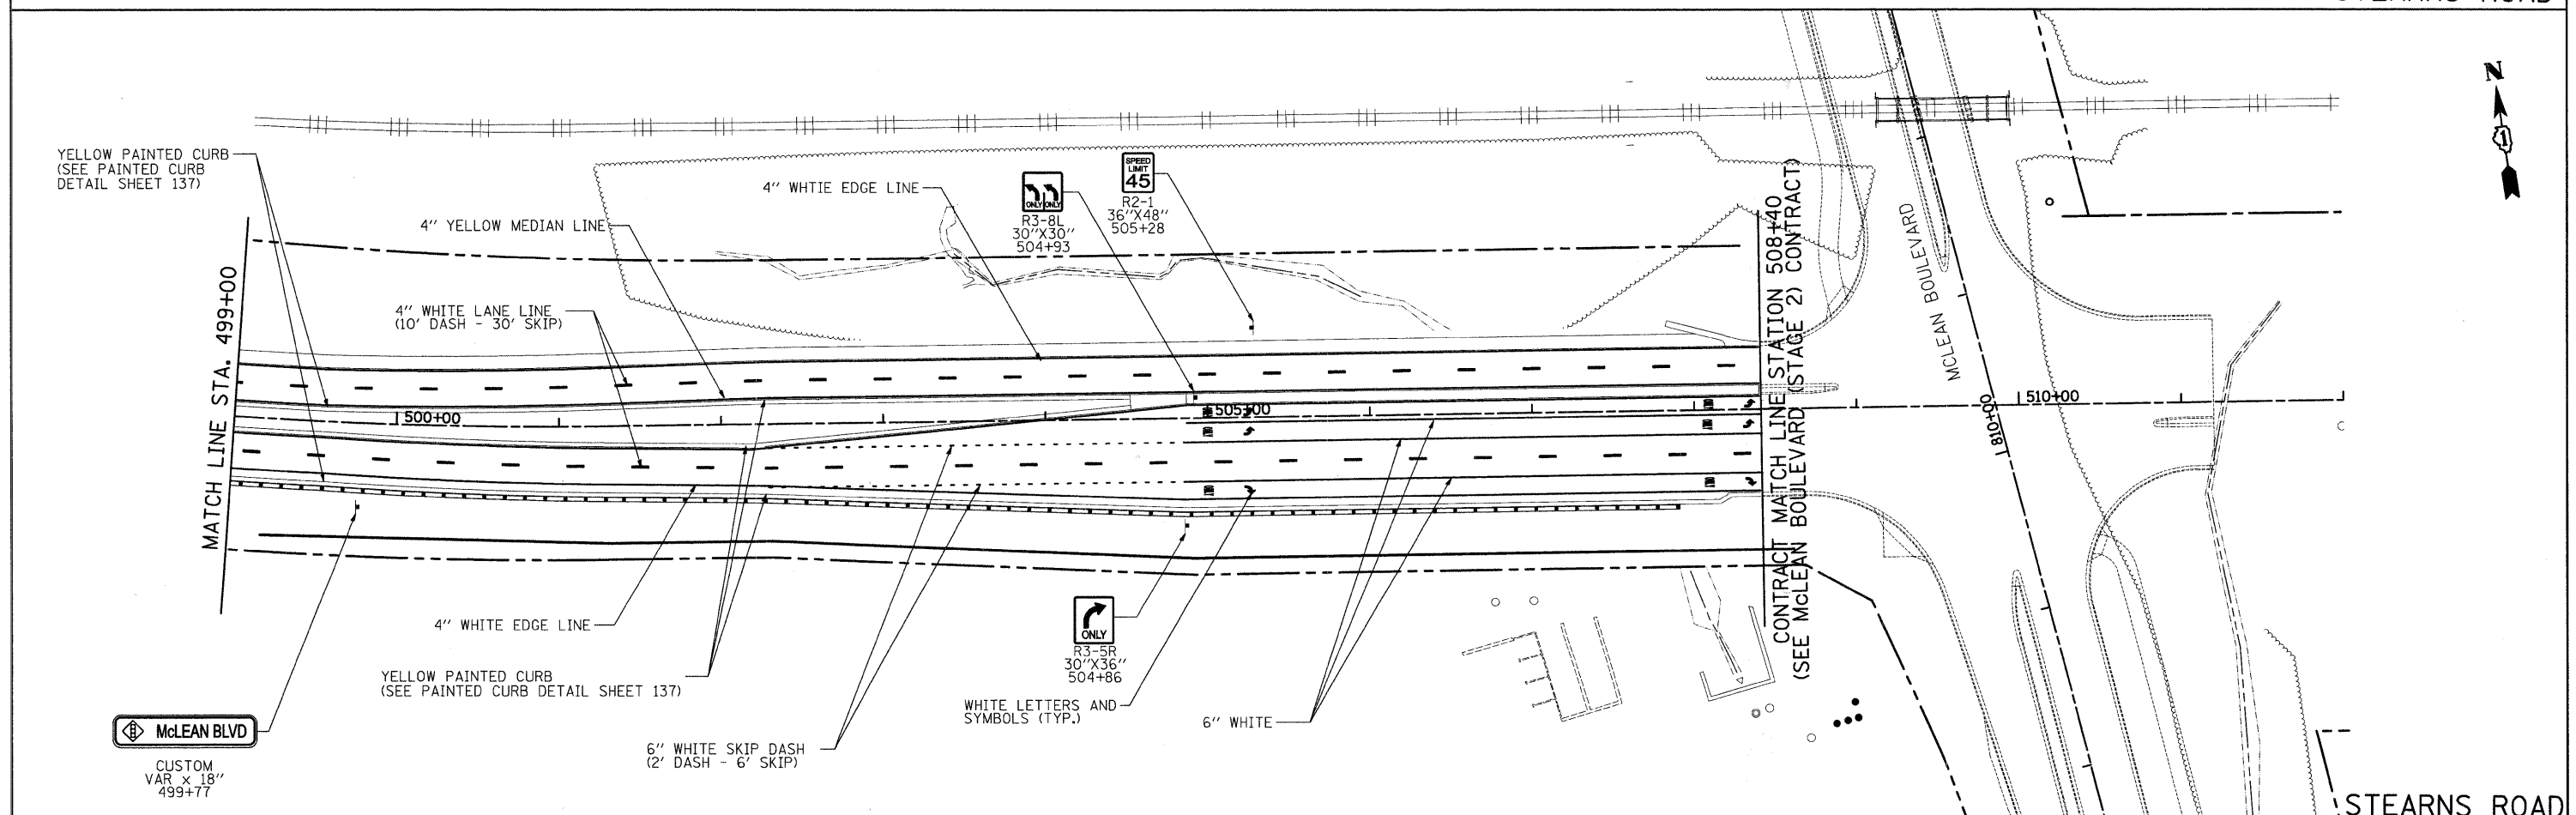 YELLOW PAINTED CURB
(SEE PAINTED CURB
DETAIL SHEET 137)
4" YELLOW MEDIAN LINE
4" WHITE LANE LINE
(10' DASH - 30' SKIP)
4" WHTIE EDGE LINE
ONLY ONLY
R3-8L
30"X30"
504+93
SPEED
LIMIT
45
R2-1
36"X48"
505+28
N
1
MATCH LINE STA. 499+00
500+00
505+00
510+00
810+00
MCLEAN BOULEVARD
CONTRACT MATCH LINE STATION 508+40
(SEE McLEAN BOULEVARD (STAGE 2) CONTRACT)
4" WHITE EDGE LINE
YELLOW PAINTED CURB
(SEE PAINTED CURB DETAIL SHEET 137)
McLEAN BLVD
CUSTOM
VAR x 18"
499+77
6" WHITE SKIP DASH
(2' DASH - 6' SKIP)
ONLY
R3-5R
30"X36"
504+86
WHITE LETTERS AND
SYMBOLS (TYP.)
6" WHITE
STEARNS ROAD